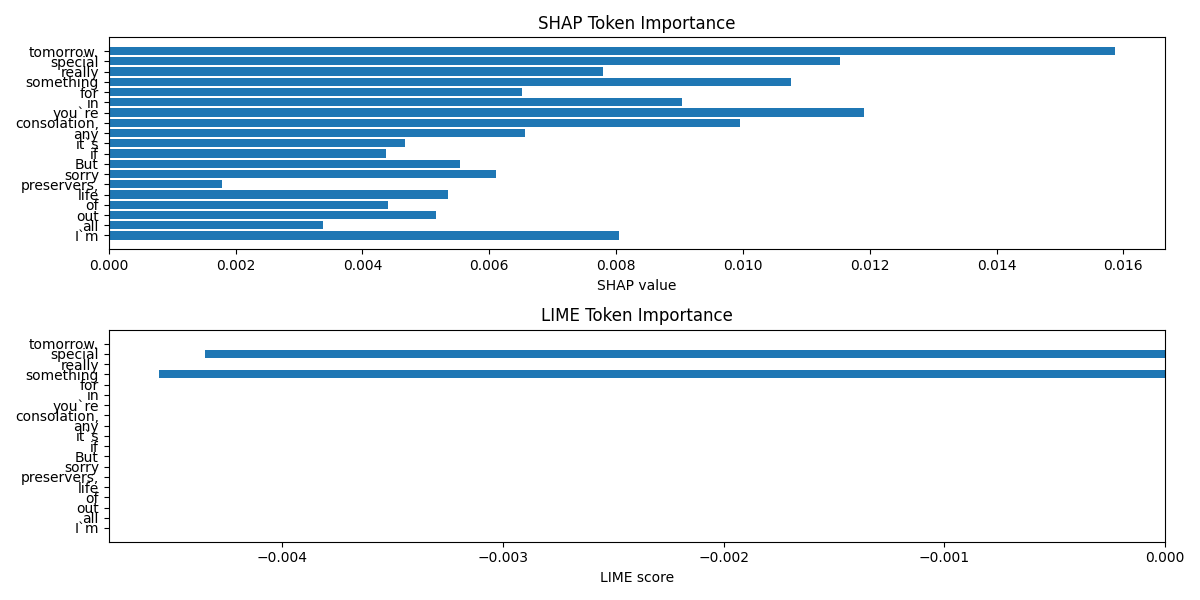 SHAP Token Importance
tomorrow,
special
really
something
for
in
you`re
consolation,
any
it`s
if
But
sorry
preservers,
life
of
out
all
I`m
0.000 0.002 0.004 0.006 0.008 0.010 0.012 0.014 0.016
SHAP value
LIME Token Importance
tomorrow,
special
really
something
for
in
you`re
consolation,
any
it`s
if
But
sorry
preservers,
life
of
out
all
I`m
−0.004 −0.003 −0.002 −0.001 0.000
LIME score